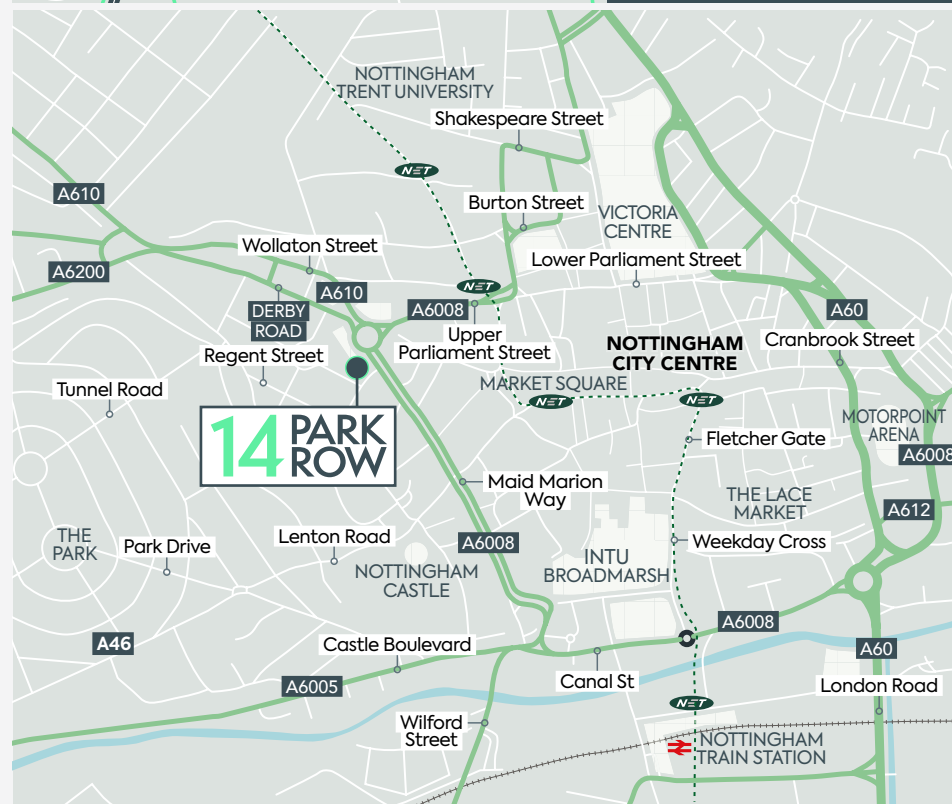 NOTTINGHAM
TRENT UNIVERSITY
Shakespeare Street
NET
A610
Burton Street
VICTORIA
CENTRE
Wollaton Street
Lower Parliament Street
A6200
NET
A610
DERBY
ROAD
A6008
A60
Upper
Parliament Street
NOTTINGHAM
CITY CENTRE
Cranbrook Street
Regent Street
Tunnel Road
MARKET SQUARE
NET
NET
14 PARK
ROW
MOTORPOINT
ARENA
Fletcher Gate
A6008
Maid Marion
Way
THE LACE
MARKET
A612
THE
PARK
Park Drive
Lenton Road
A6008
Weekday Cross
INTU
BROADMARSH
NOTTINGHAM
CASTLE
A6008
A46
Castle Boulevard
A60
Canal St
A6005
London Road
NET
Wilford
Street
NOTTINGHAM
TRAIN STATION